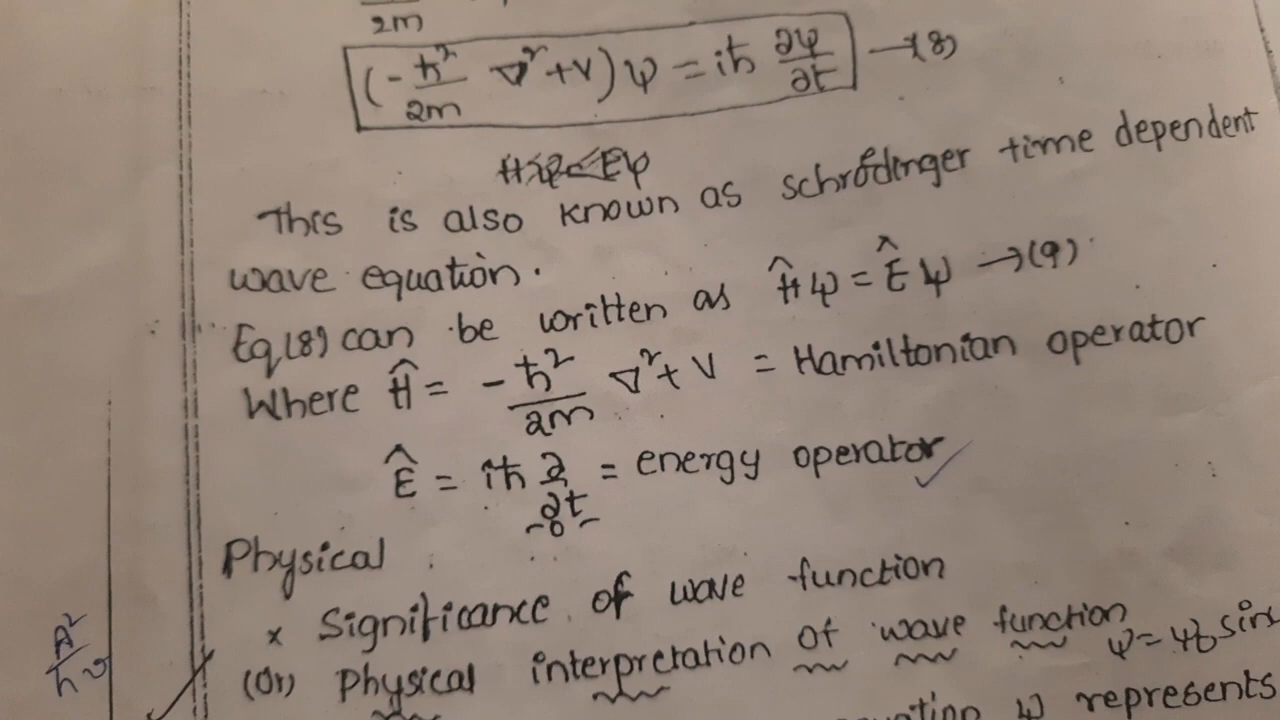 2m
(-ħ²/2m ∇²+V)ψ = iħ ∂ψ/∂t →(8)
This is also known as schrödinger time dependent
wave equation.
Eq(8) can be written as Ĥψ = Êψ →(9)
Where Ĥ = -ħ²/2m ∇²+V = Hamiltonian operator
Ê = iħ ∂/∂t = energy operator
Physical
x Significance of wave function
(Or) Physical interpretation of wave function
represents